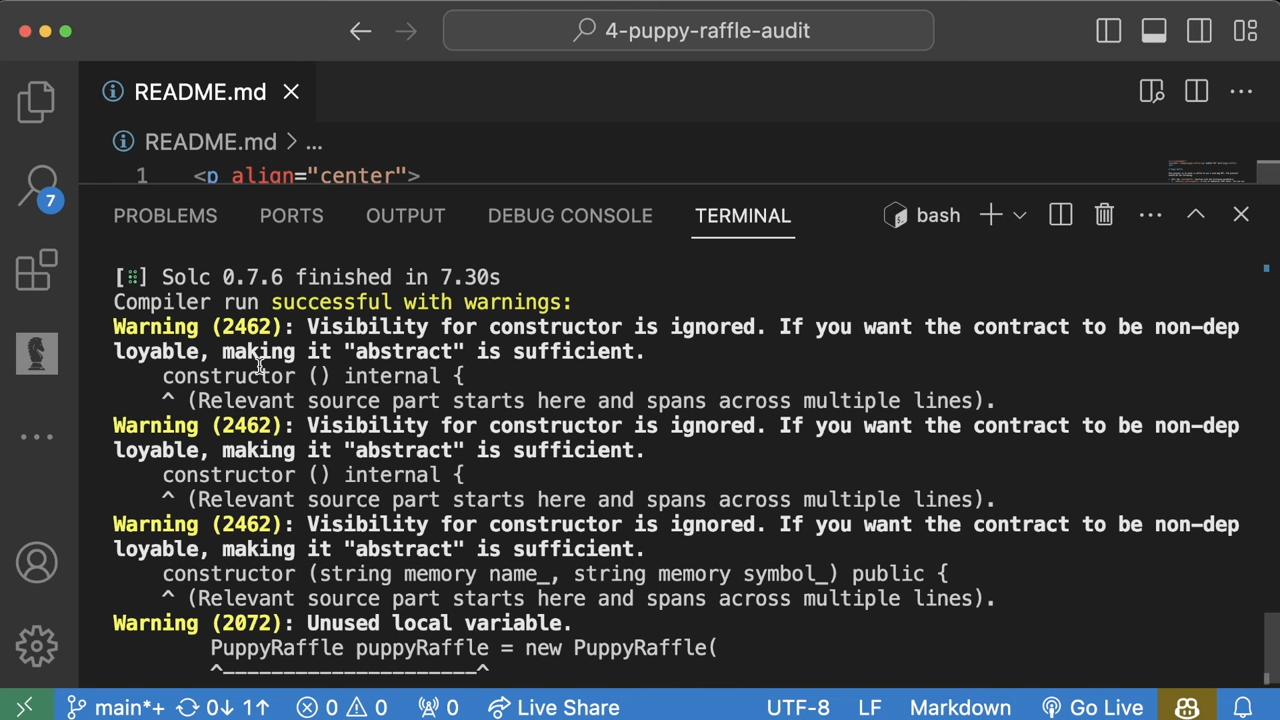 4-puppy-raffle-audit
README.md
README.md > ...
1 <p align="center">
7
PROBLEMS PORTS OUTPUT DEBUG CONSOLE TERMINAL bash
[⠿] Solc 0.7.6 finished in 7.30s
Compiler run successful with warnings:
Warning (2462): Visibility for constructor is ignored. If you want the contract to be non-dep
loyable, making it "abstract" is sufficient.
constructor () internal {
^ (Relevant source part starts here and spans across multiple lines).
Warning (2462): Visibility for constructor is ignored. If you want the contract to be non-dep
loyable, making it "abstract" is sufficient.
constructor () internal {
^ (Relevant source part starts here and spans across multiple lines).
Warning (2462): Visibility for constructor is ignored. If you want the contract to be non-dep
loyable, making it "abstract" is sufficient.
constructor (string memory name_, string memory symbol_) public {
^ (Relevant source part starts here and spans across multiple lines).
Warning (2072): Unused local variable.
PuppyRaffle puppyRaffle = new PuppyRaffle(
^---------------------^
main*+ 0↓ 1↑ 0 0 0 Live Share UTF-8 LF Markdown Go Live